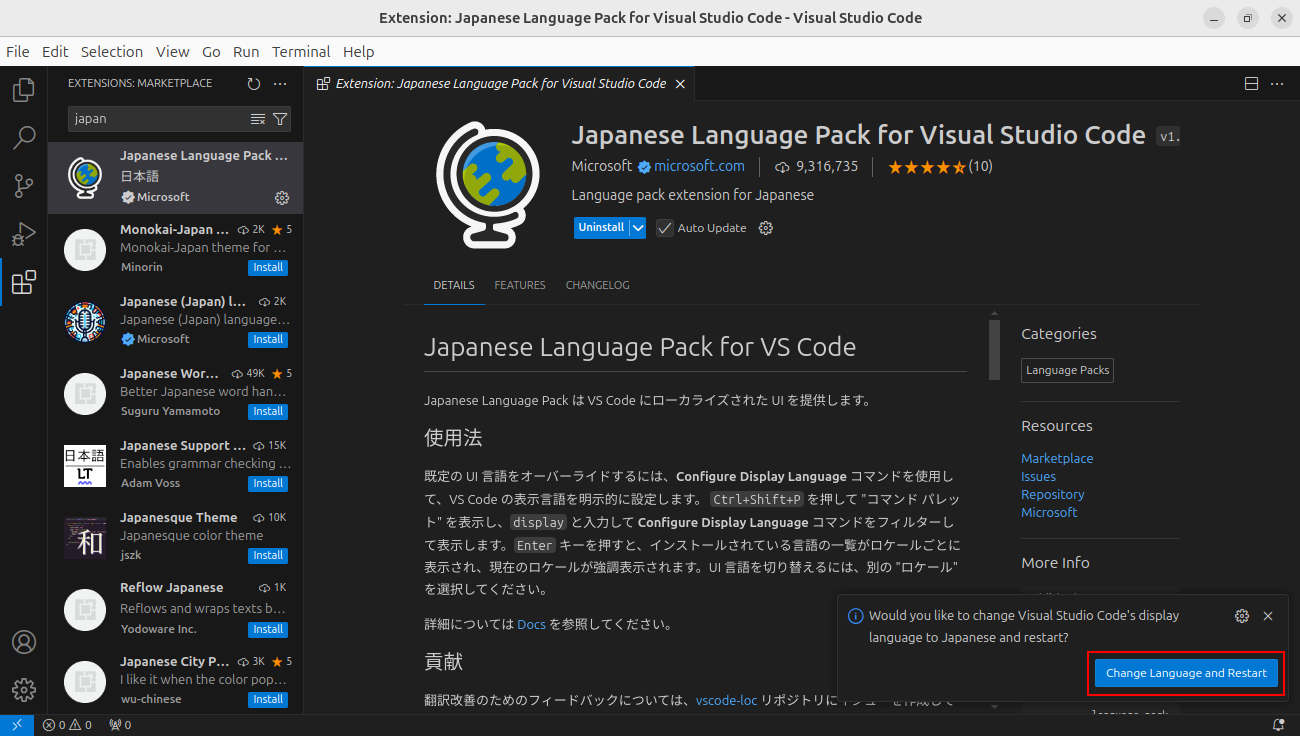 Extension: Japanese Language Pack for Visual Studio Code - Visual Studio Code
File Edit Selection View Go Run Terminal Help
EXTENSIONS: MARKETPLACE
japan
Japanese Language Pack ...
日本語
Microsoft
Monokai-Japan ... 2K 5
Monokai-Japan theme for ...
Minorin Install
Japanese (Japan) l... 2K
Japanese (Japan) language...
Microsoft Install
Japanese Wor... 49K 5
Better Japanese word han...
Suguru Yamamoto Install
日本語
LT
Japanese Support ... 15K
Enables grammar checking ...
Adam Voss Install
和
Japanesque Theme 10K
Japanesque color theme
jszk Install
Reflow Japanese 1K
Reflows and wraps texts b...
Yodoware Inc. Install
Japanese City P... 3K 5
I like it when the color pop...
wu-chinese Install
Extension: Japanese Language Pack for Visual Studio Code
Japanese Language Pack for Visual Studio Code v1.
Microsoft microsoft.com 9,316,735 (10)
Language pack extension for Japanese
Uninstall Auto Update
DETAILS FEATURES CHANGELOG
Japanese Language Pack for VS Code
Japanese Language Pack は VS Code にローカライズされた UI を提供します。
使用法
既定の UI 言語をオーバーライドするには、Configure Display Language コマンドを使用し
て、VS Code の表示言語を明示的に設定します。 Ctrl+Shift+P を押して "コマンド パレッ
ト" を表示し、display と入力して Configure Display Language コマンドをフィルターし
て表示します。Enter キーを押すと、インストールされている言語の一覧がロケールごとに
表示され、現在のロケールが強調表示されます。UI 言語を切り替えるには、別の "ロケール"
を選択してください。
詳細については Docs を参照してください。
貢献
翻訳改善のためのフィードバックについては、vscode-loc リポジトリにイシューを作成して
Categories
Language Packs
Resources
Marketplace
Issues
Repository
Microsoft
More Info
Would you like to change Visual Studio Code's display
language to Japanese and restart?
Change Language and Restart
0 0 0